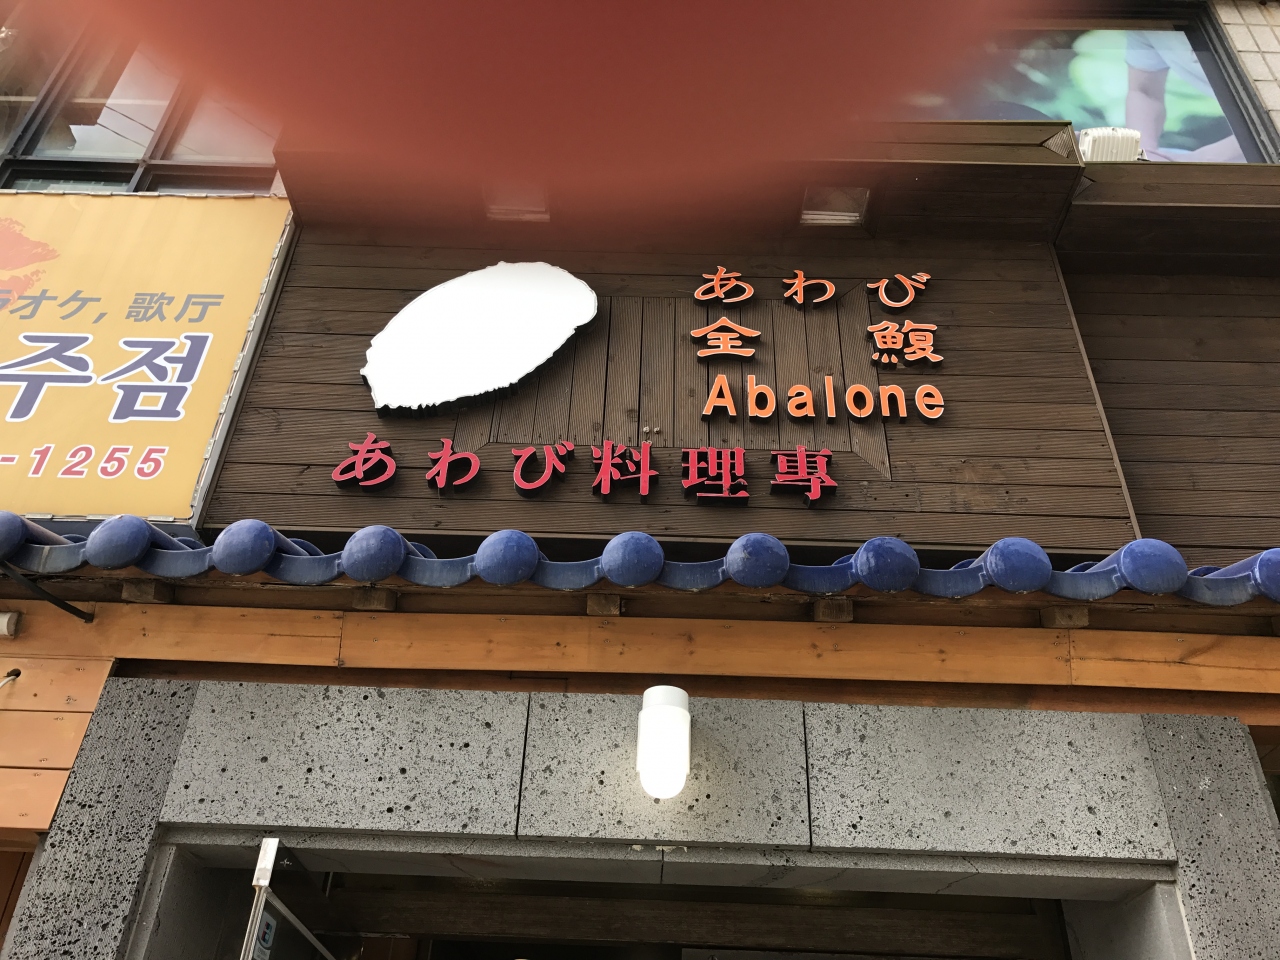 オケ, 歌厅
주점
-1255
あわび
全鰒
Abalone
あわび料理専